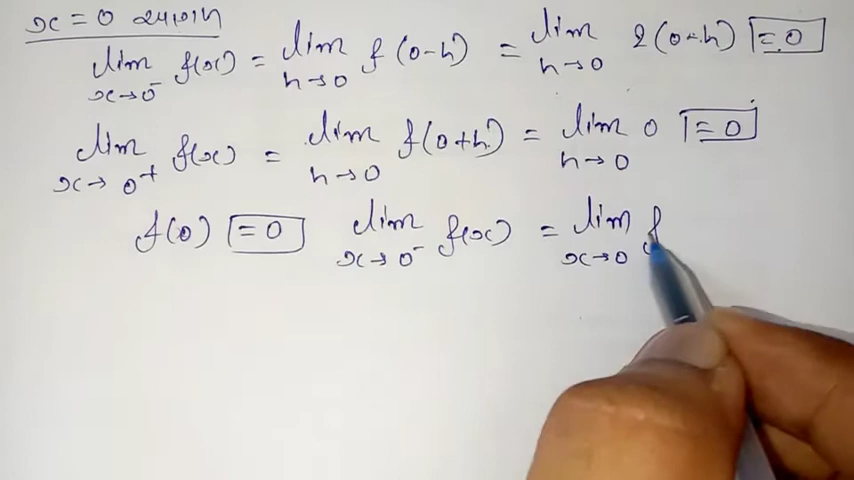 x = 0
lim x→0⁻ f(x) = lim h→0 f(0-h) = lim h→0 2(0-h) = 0
lim x→0⁺ f(x) = lim h→0 f(0+h) = lim h→0 0 = 0
f(0) = 0 lim x→0⁻ f(x) = lim x→0 f